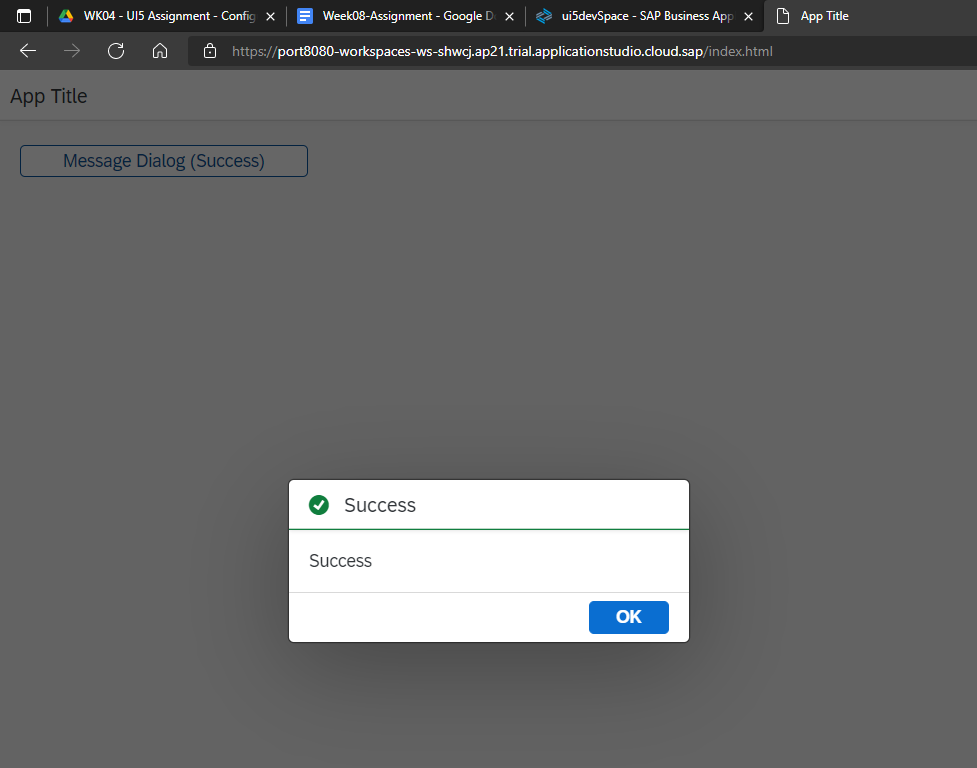 WK04 - UI5 Assignment - Config
Week08-Assignment - Google D
ui5devSpace - SAP Business App
App Title
https://port8080-workspaces-ws-shwcj.ap21.trial.applicationstudio.cloud.sap/index.html
App Title
Message Dialog (Success)
Success
Success
OK